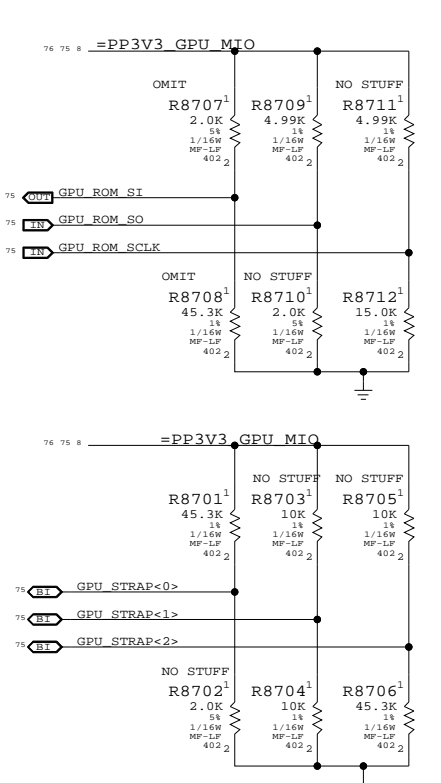 76 75 8 =PP3V3_GPU_MIO
OMIT NO STUFF
R8707 1 R8709 1 R8711 1
2.0K 4.99K 4.99K
5% 1% 1%
1/16W 1/16W 1/16W
MF-LF MF-LF MF-LF
402 2 402 2 402 2
75 OUT GPU_ROM_SI
75 IN GPU_ROM_SO
75 IN GPU_ROM_SCLK
OMIT NO STUFF
R8708 1 R8710 1 R8712 1
45.3K 2.0K 15.0K
1% 5% 1%
1/16W 1/16W 1/16W
MF-LF MF-LF MF-LF
402 2 402 2 402 2
76 75 8 =PP3V3_GPU_MIO
NO STUFF NO STUFF
R8701 1 R8703 1 R8705 1
45.3K 10K 10K
1% 1% 1%
1/16W 1/16W 1/16W
MF-LF MF-LF MF-LF
402 2 402 2 402 2
75 BI GPU_STRAP<0>
75 BI GPU_STRAP<1>
75 BI GPU_STRAP<2>
NO STUFF
R8702 1 R8704 1 R8706 1
2.0K 10K 45.3K
5% 1% 1%
1/16W 1/16W 1/16W
MF-LF MF-LF MF-LF
402 2 402 2 402 2